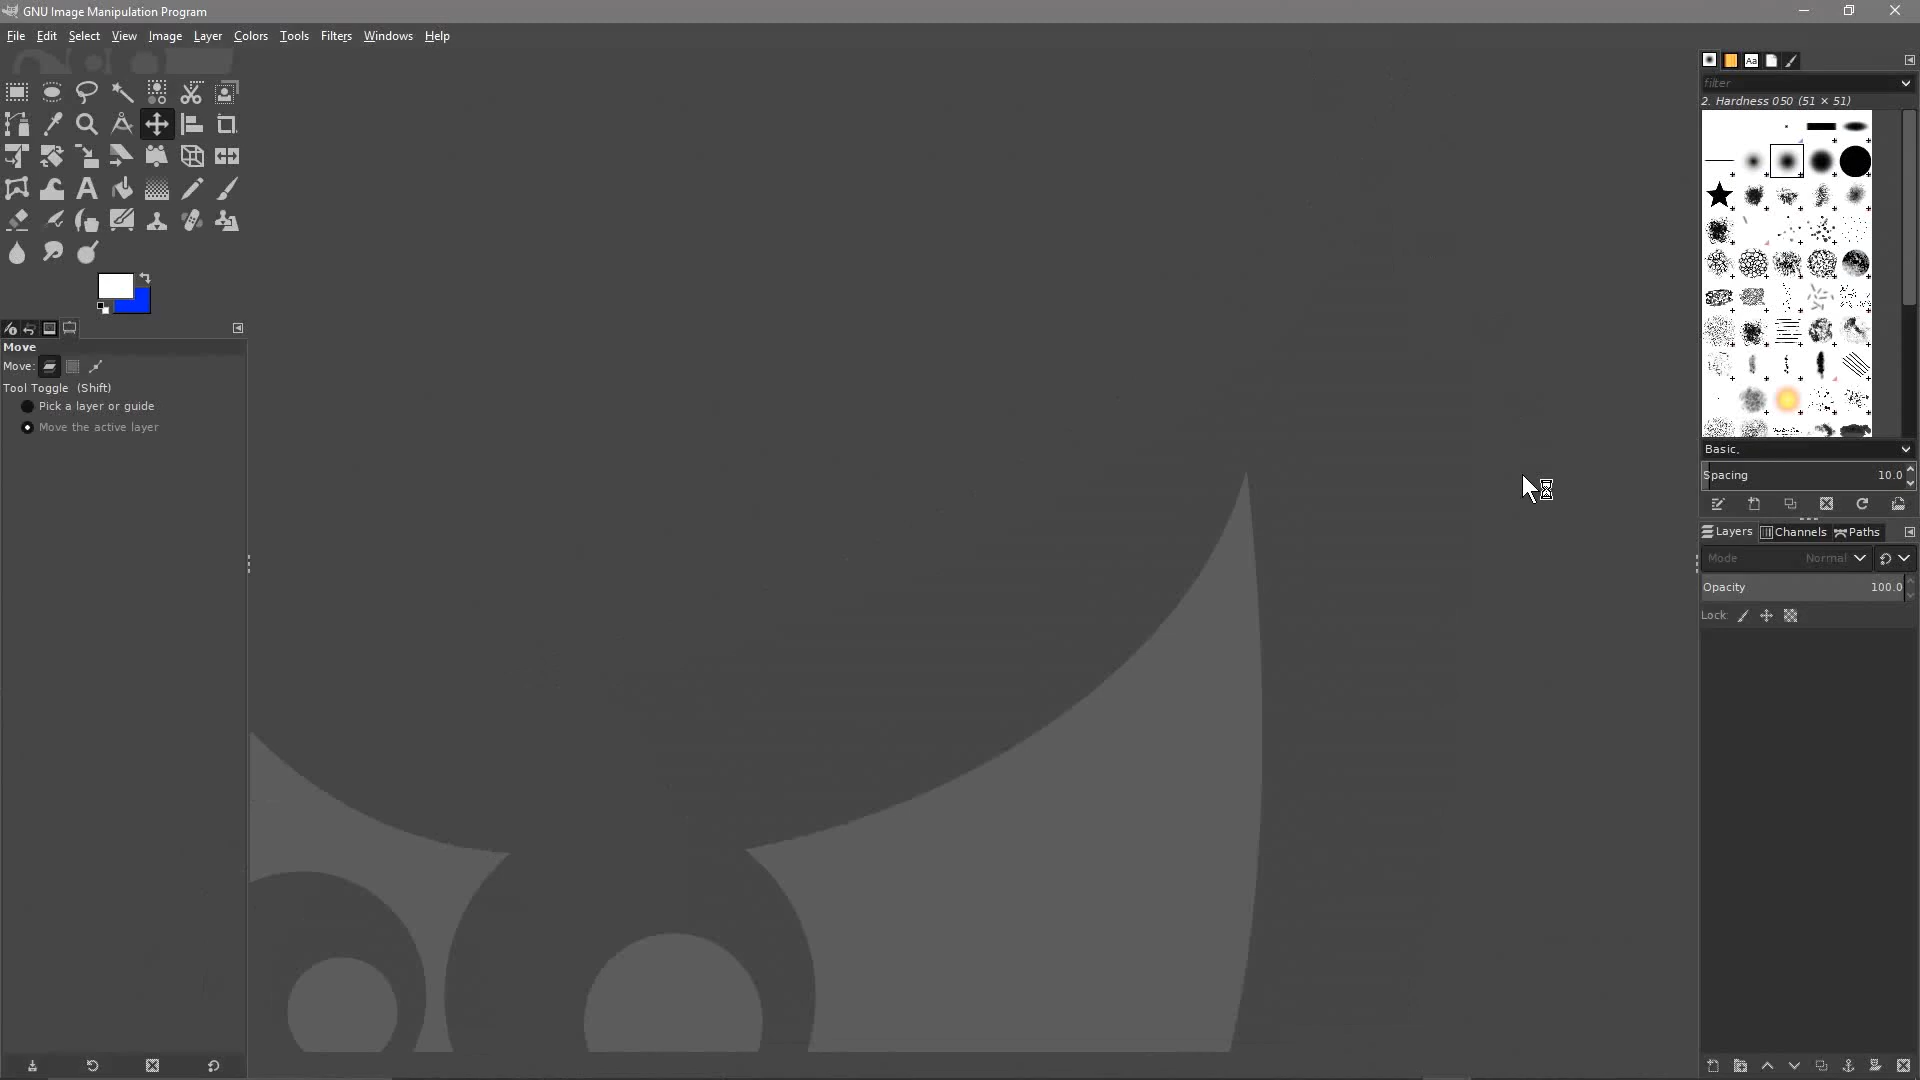 GNU Image Manipulation Program
File Edit Select View Image Layer Colors Tools Filters Windows Help
Aa
filter
2. Hardness 050 (51 × 51)
Move
Move:
Tool Toggle (Shift)
Pick a layer or guide
Move the active layer
Basic,
Spacing 10.0
Layers Channels Paths
Mode Normal
Opacity 100.0
Lock: